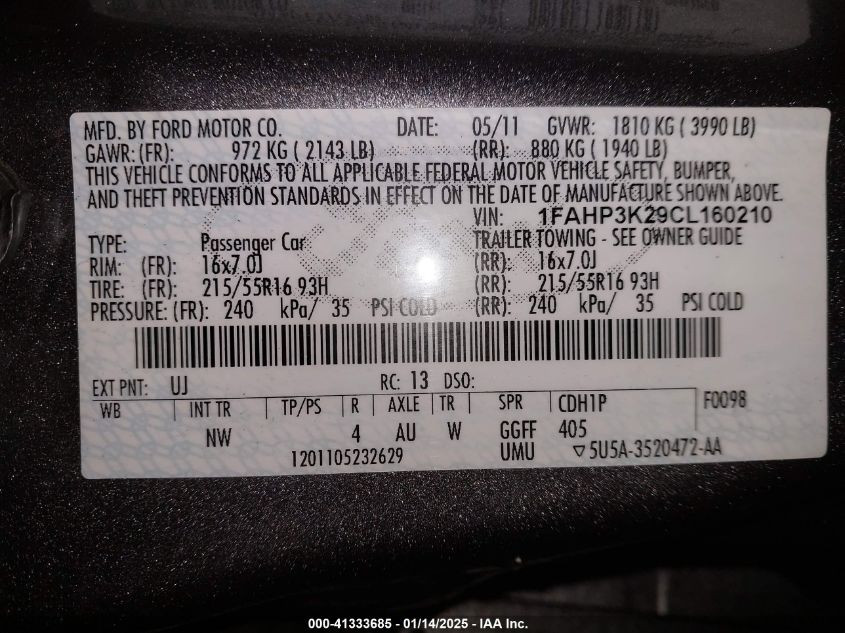 MFD. BY FORD MOTOR CO. DATE: 05/11 GVWR: 1810 KG ( 3990 LB)
GAWR:(FR): 972 KG ( 2143 LB) (RR): 880 KG ( 1940 LB)
THIS VEHICLE CONFORMS TO ALL APPLICABLE FEDERAL MOTOR VEHICLE SAFETY, BUMPER,
AND THEFT PREVENTION STANDARDS IN EFFECT ON THE DATE OF MANUFACTURE SHOWN ABOVE.
VIN: 1FAHP3K29CL160210
TYPE: Passenger Car TRAILER TOWING - SEE OWNER GUIDE
RIM: (FR): 16x7.0J (RR): 16x7.0J
TIRE: (FR): 215/55R16 93H (RR): 215/55R16 93H
PRESSURE: (FR): 240 kPa/ 35 PSI COLD (RR): 240 kPa/ 35 PSI COLD
EXT PNT: UJ RC: 13 DSO:
WB INT TR TP/PS R AXLE TR SPR CDH1P F0098
NW 4 AU W GGFF 405
1201105232629 UMU ▽5U5A-3520472-AA
000-41333685 - 01/14/2025 - IAA Inc.